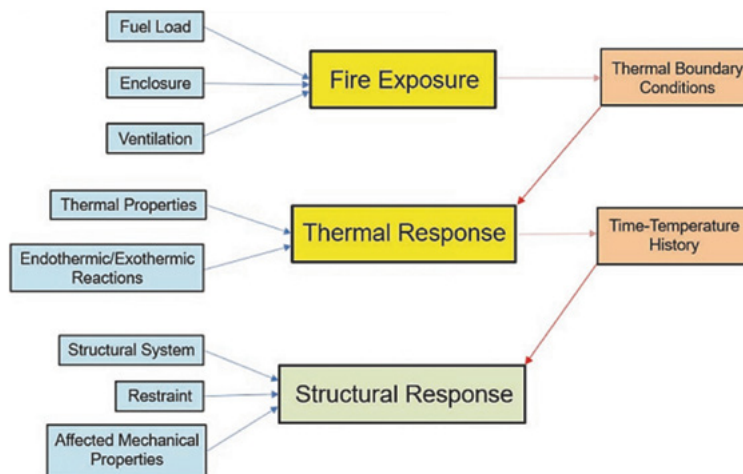 Fuel Load
Enclosure
Ventilation
Fire Exposure
Thermal Boundary
Conditions
Thermal Properties
Endothermic/Exothermic
Reactions
Thermal Response
Time-Temperature
History
Structural System
Restraint
Affected Mechanical
Properties
Structural Response